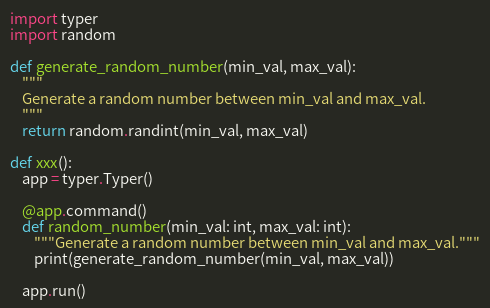 import typer
import random

def generate_random_number(min_val, max_val):
    """
    Generate a random number between min_val and max_val.
    """
    return random.randint(min_val, max_val)

def xxx():
    app = typer.Typer()

    @app.command()
    def random_number(min_val: int, max_val: int):
        """Generate a random number between min_val and max_val."""
        print(generate_random_number(min_val, max_val))

    app.run()